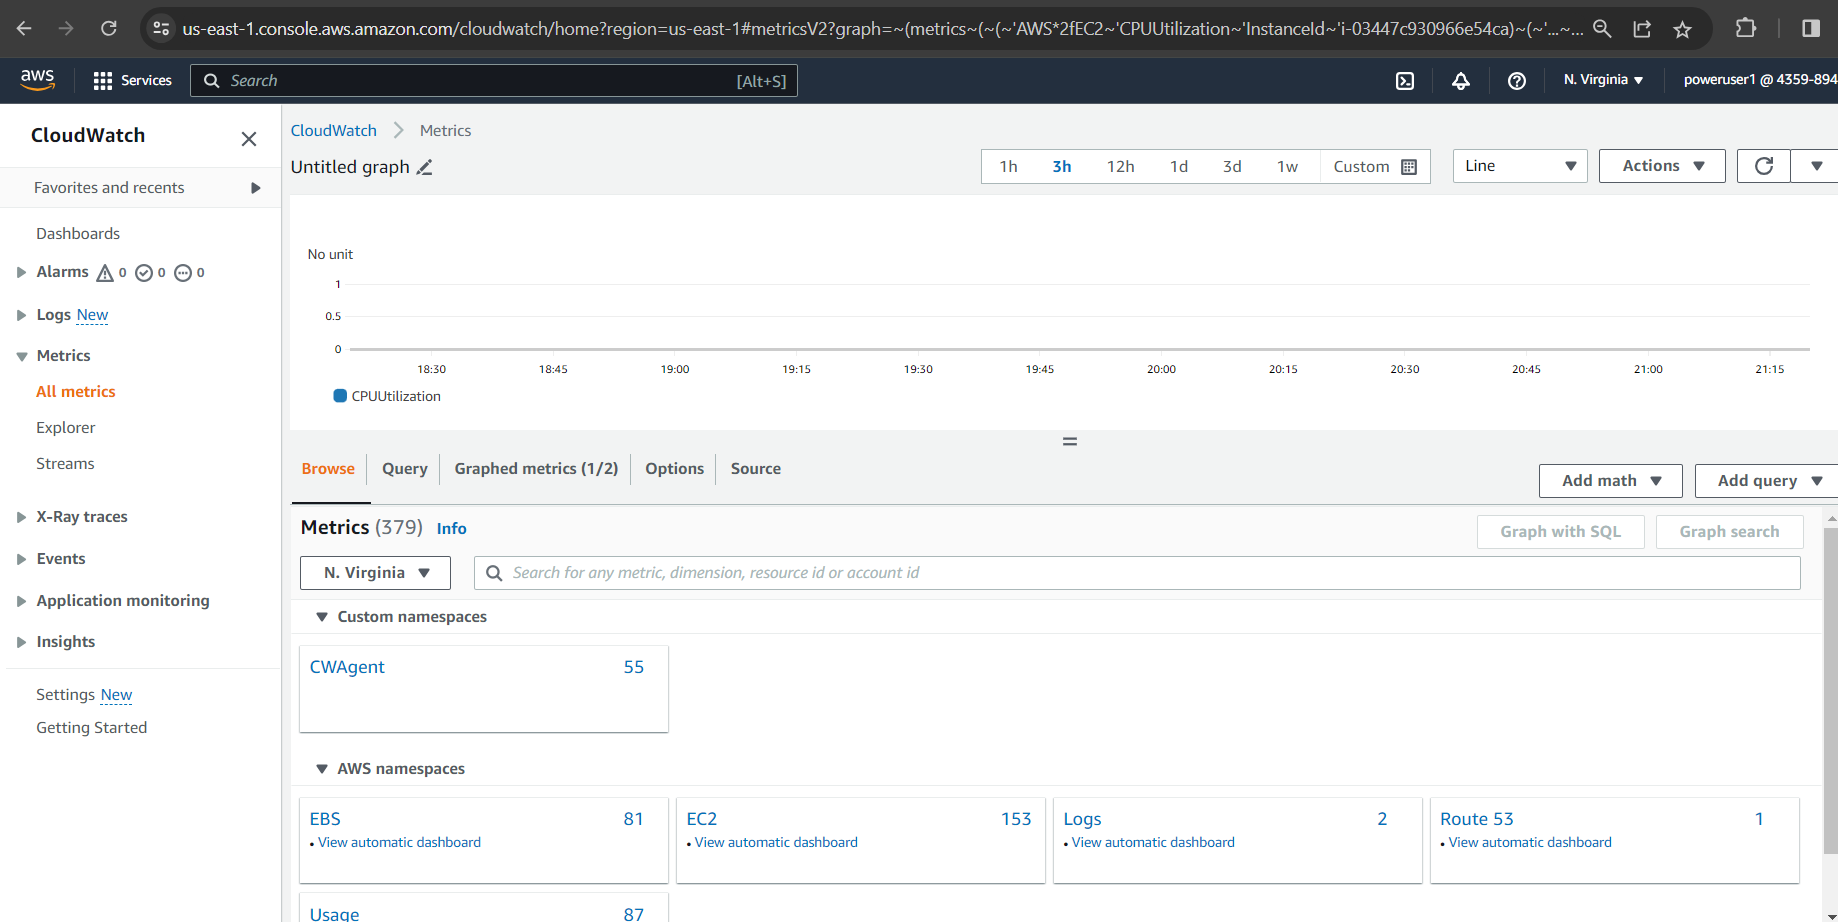 us-east-1.console.aws.amazon.com/cloudwatch/home?region=us-east-1#metricsV2?graph=~(metrics~(~(~'AWS*2fEC2~'CPUUtilization~'InstanceId~'i-03447c930966e54ca)~(~'...~...
aws
Services
Search
[Alt+S]
N. Virginia
poweruser1 @ 4359-894
CloudWatch
Favorites and recents
Dashboards
Alarms 0 0 0
Logs New
Metrics
All metrics
Explorer
Streams
X-Ray traces
Events
Application monitoring
Insights
Settings New
Getting Started
CloudWatch Metrics
Untitled graph
1h 3h 12h 1d 3d 1w Custom
Line
Actions
No unit
1
0.5
0
18:30 18:45 19:00 19:15 19:30 19:45 20:00 20:15 20:30 20:45 21:00 21:15
CPUUtilization
Browse Query Graphed metrics (1/2) Options Source
Add math Add query
Metrics (379) Info
Graph with SQL Graph search
N. Virginia
Search for any metric, dimension, resource id or account id
Custom namespaces
CWAgent 55
AWS namespaces
EBS 81
• View automatic dashboard
EC2 153
• View automatic dashboard
Logs 2
• View automatic dashboard
Route 53 1
• View automatic dashboard
Usage 87